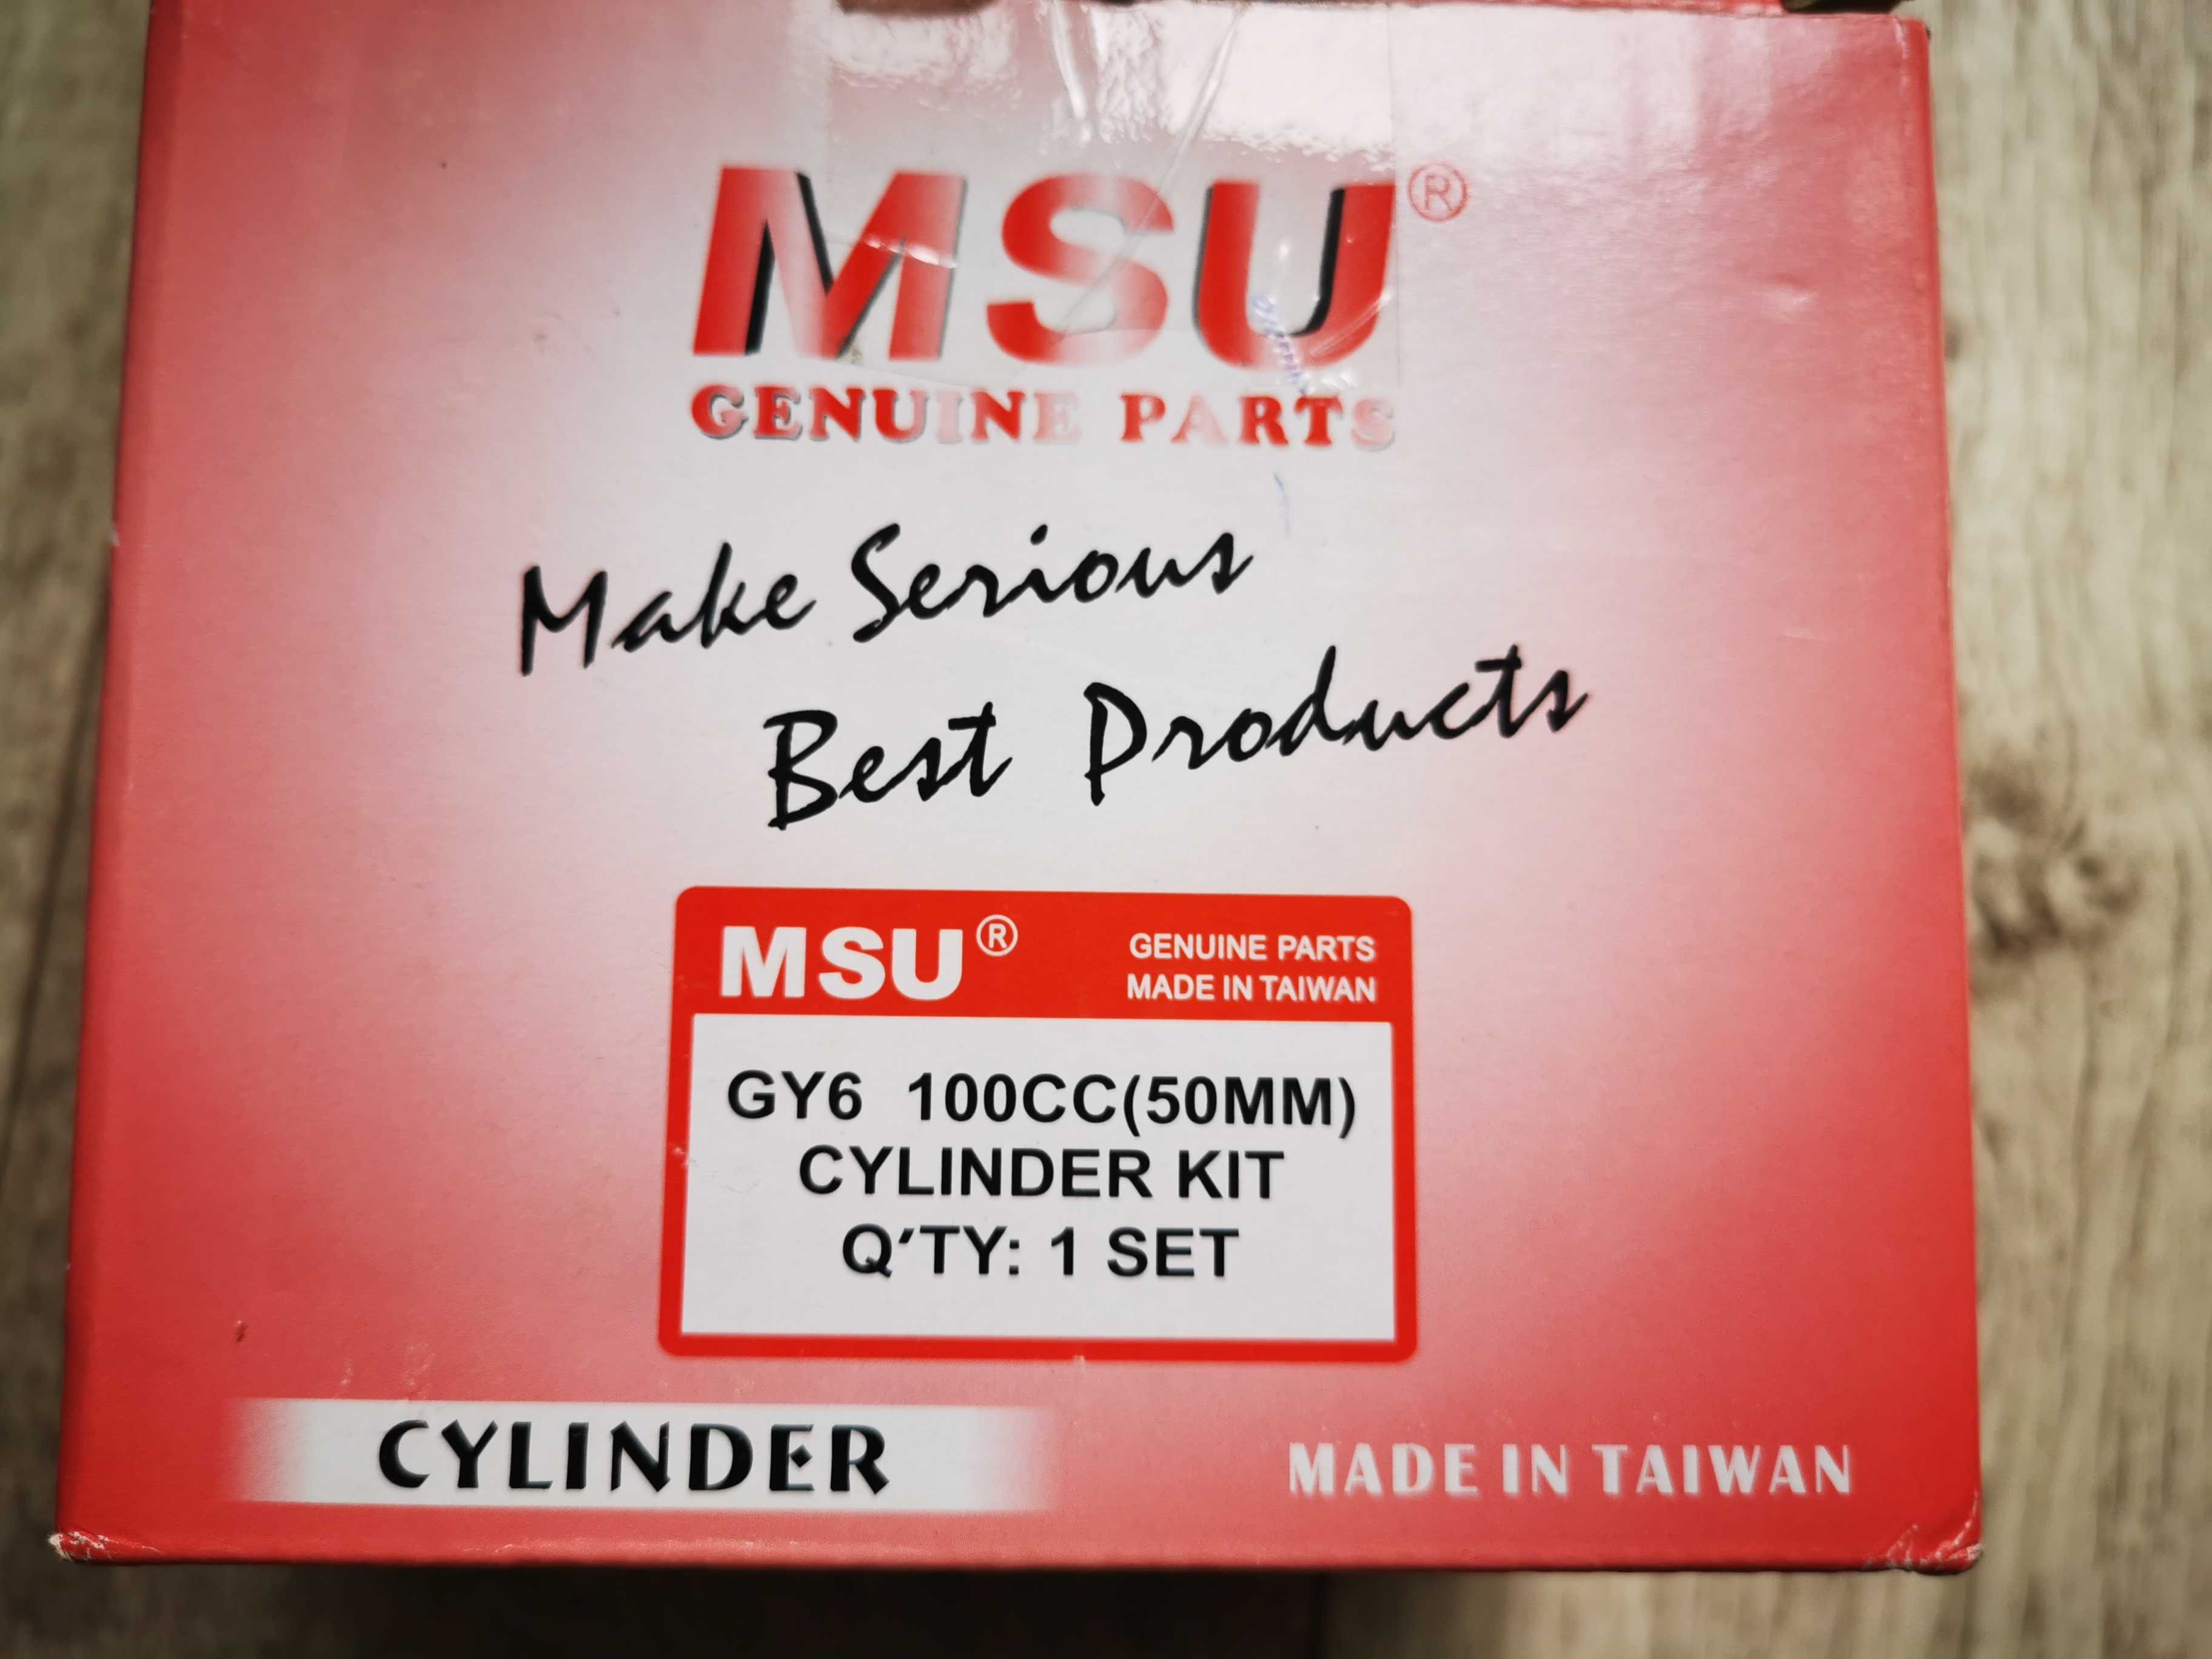 MSU®
GENUINE PARTS
Make Serious
Best Products
MSU®
GENUINE PARTS
MADE IN TAIWAN
GY6 100CC(50MM)
CYLINDER KIT
Q'TY: 1 SET
CYLINDER
MADE IN TAIWAN